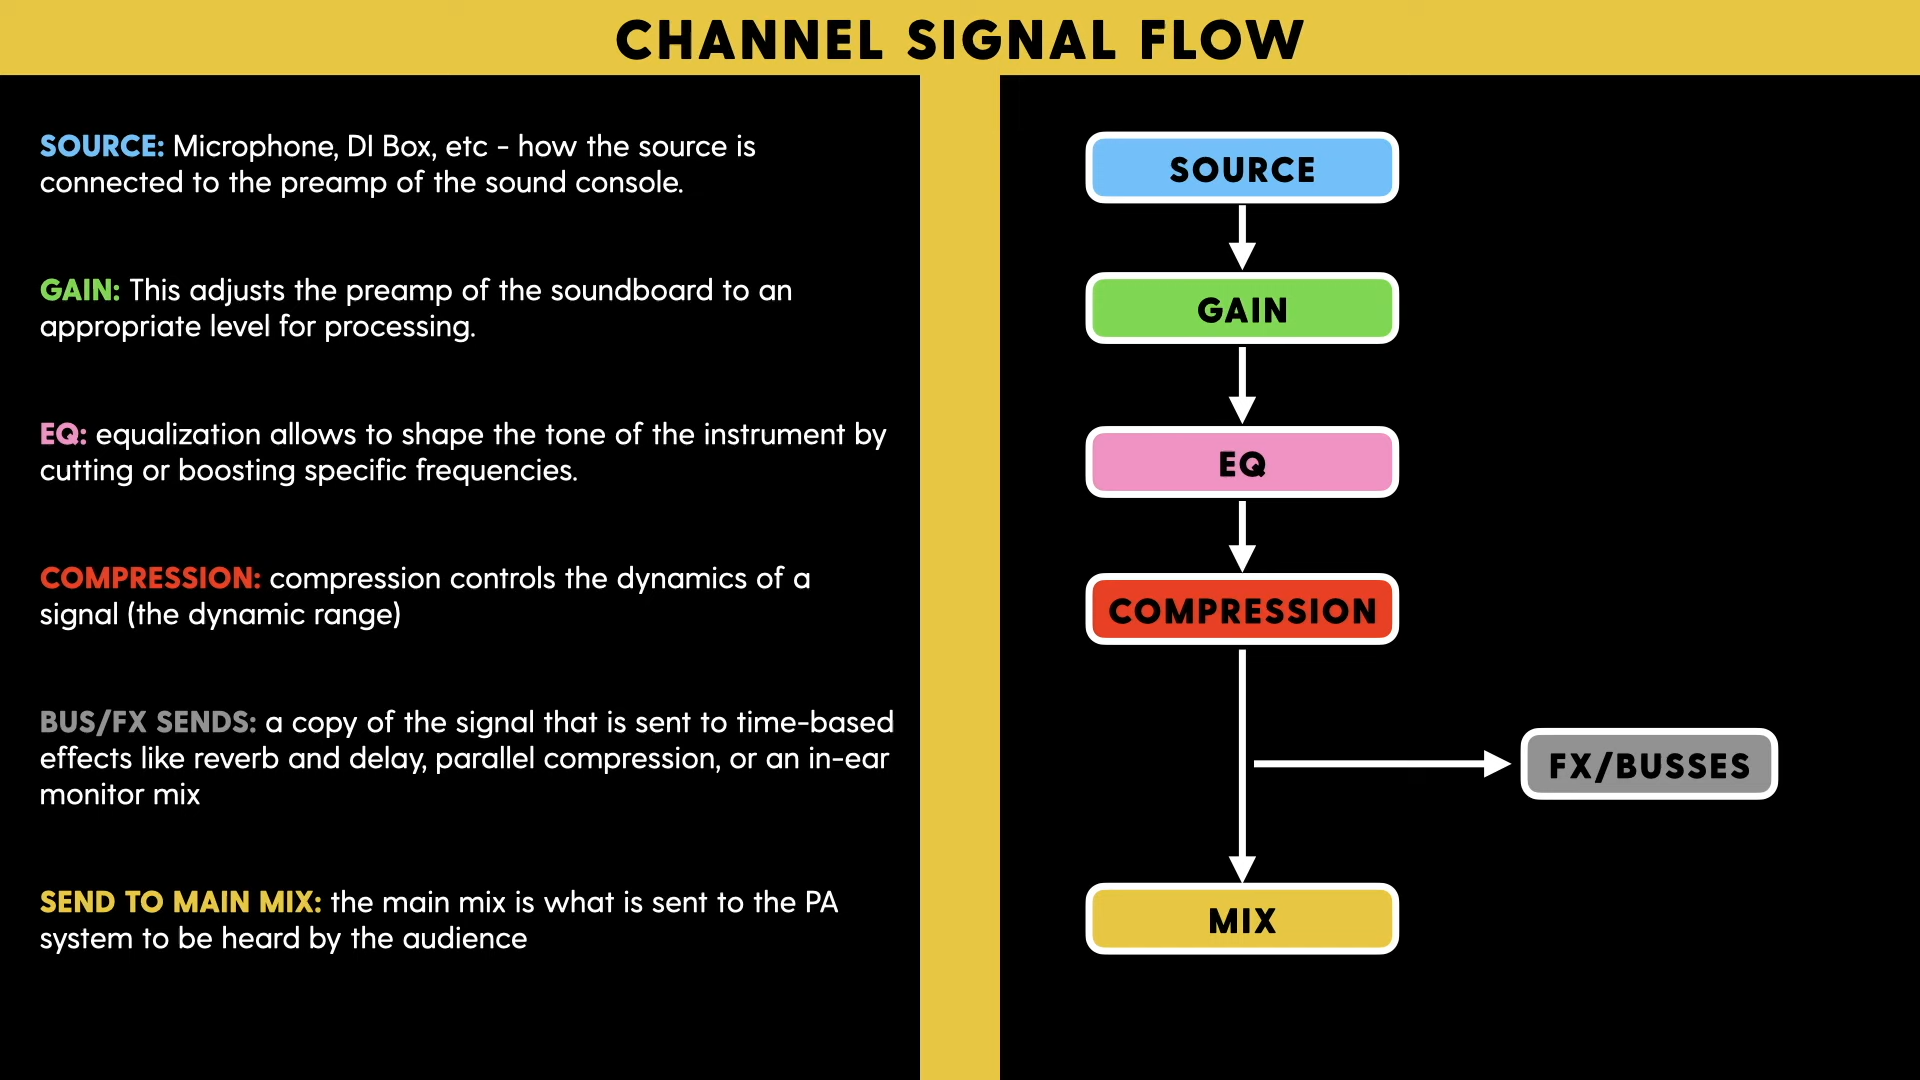 CHANNEL SIGNAL FLOW
SOURCE: Microphone, DI Box, etc - how the source is
connected to the preamp of the sound console.
GAIN: This adjusts the preamp of the soundboard to an
appropriate level for processing.
EQ: equalization allows to shape the tone of the instrument by
cutting or boosting specific frequencies.
COMPRESSION: compression controls the dynamics of a
signal (the dynamic range)
BUS/FX SENDS: a copy of the signal that is sent to time-based
effects like reverb and delay, parallel compression, or an in-ear
monitor mix
SEND TO MAIN MIX: the main mix is what is sent to the PA
system to be heard by the audience
SOURCE
GAIN
EQ
COMPRESSION
FX/BUSSES
MIX